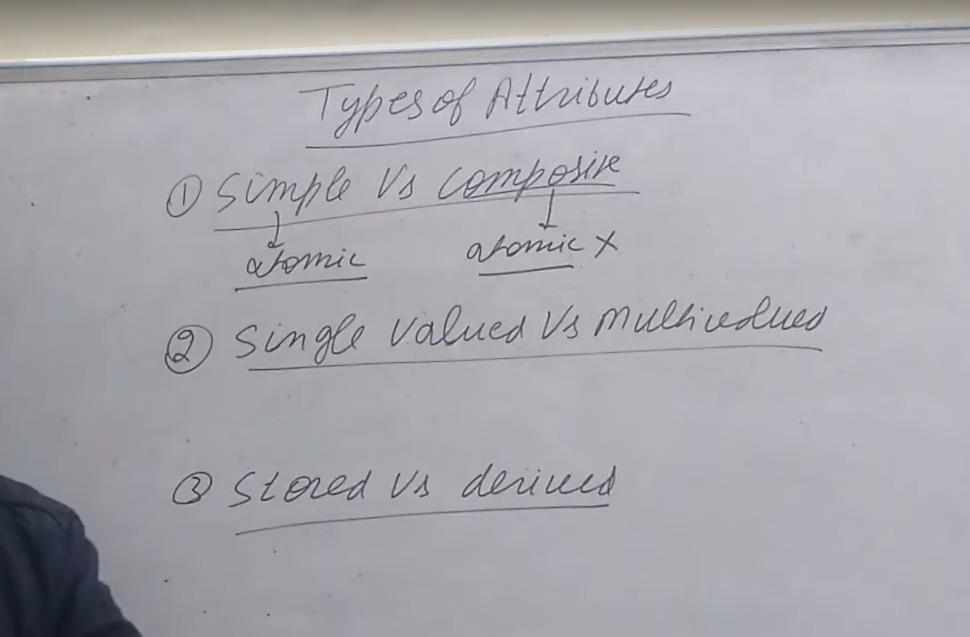 Types of Attributes
① Simple Vs Composite
atomic atomic X
② Single valued Vs Multivalued
③ Stored Vs derived